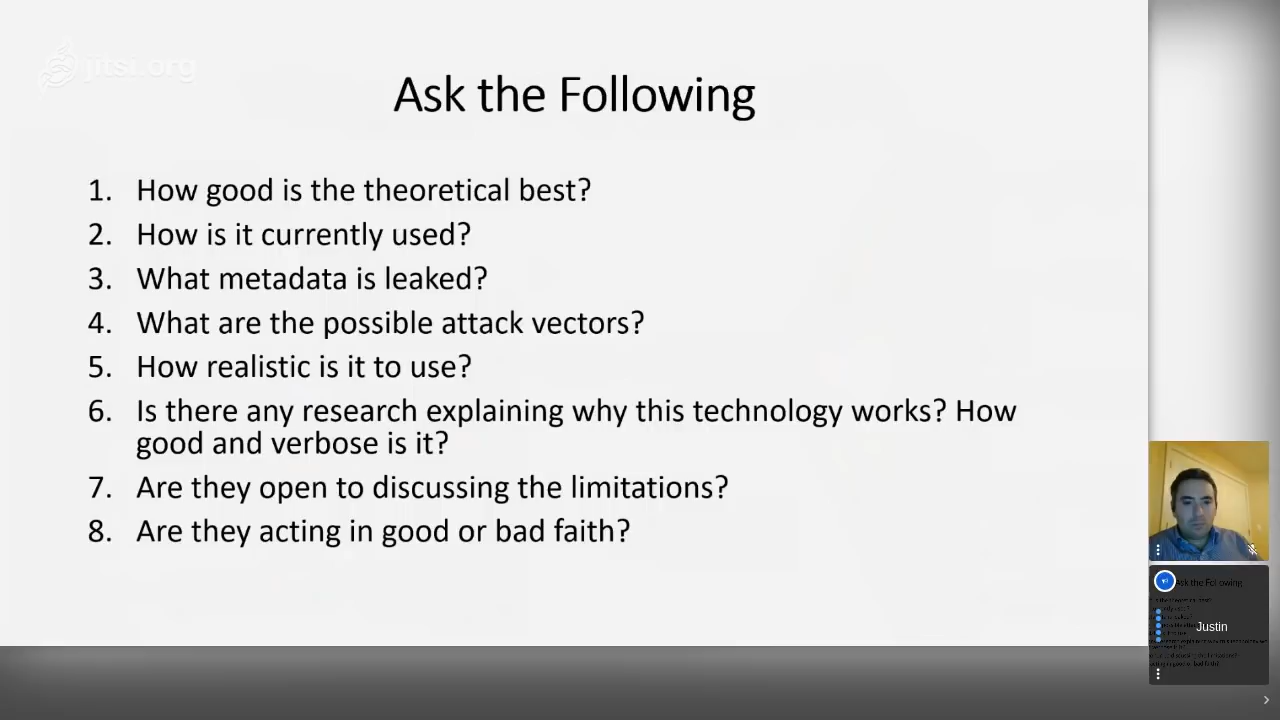 jitsi.org
Ask the Following
1. How good is the theoretical best?
2. How is it currently used?
3. What metadata is leaked?
4. What are the possible attack vectors?
5. How realistic is it to use?
6. Is there any research explaining why this technology works? How
good and verbose is it?
7. Are they open to discussing the limitations?
8. Are they acting in good or bad faith?
Ask the Following
Justin